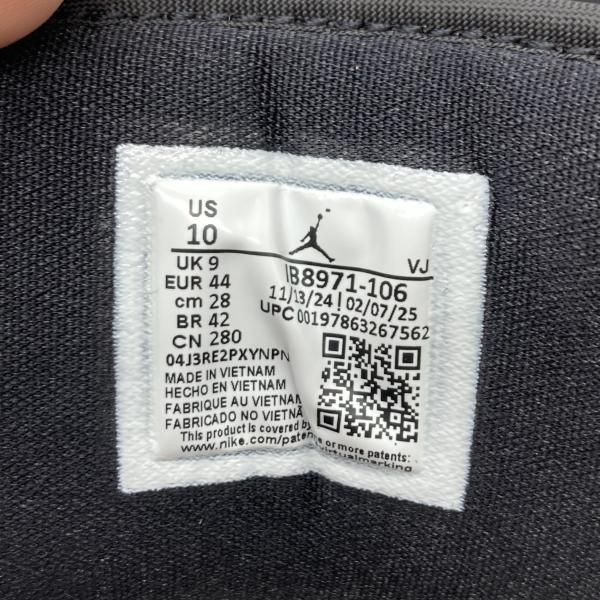 US
10
VJ
UK 9
EUR 44
cm 28
BR 42
CN 280
IB8971-106
11/13/24 | 02/07/25
UPC 00197863267562
04J3RE2PXYNPN
MADE IN VIETNAM
HECHO EN VIETNAM
FABRIQUE AU VIETNAM
FABRICADO NO VIETNÃ
This product is covered by one or more patents:
www.nike.com/patents virtualmarking